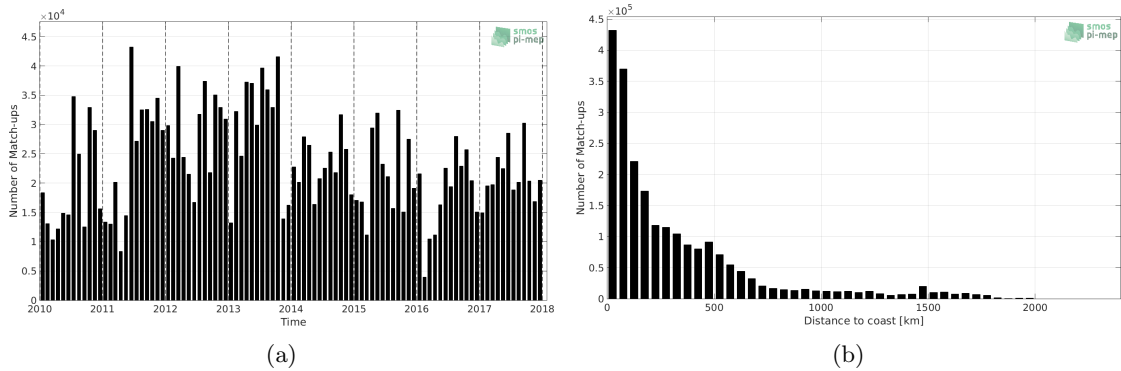 ×10⁴
4.5
4
3.5
3
2.5
2
1.5
1
0.5
0
2010 2011 2012 2013 2014 2015 2016 2017 2018
Time
Number of Match-ups
smos
pi-mep
(a)
×10⁵
4.5
4
3.5
3
2.5
2
1.5
1
0.5
0
0 500 1000 1500 2000
Distance to coast [km]
Number of Match-ups
smos
pi-mep
(b)